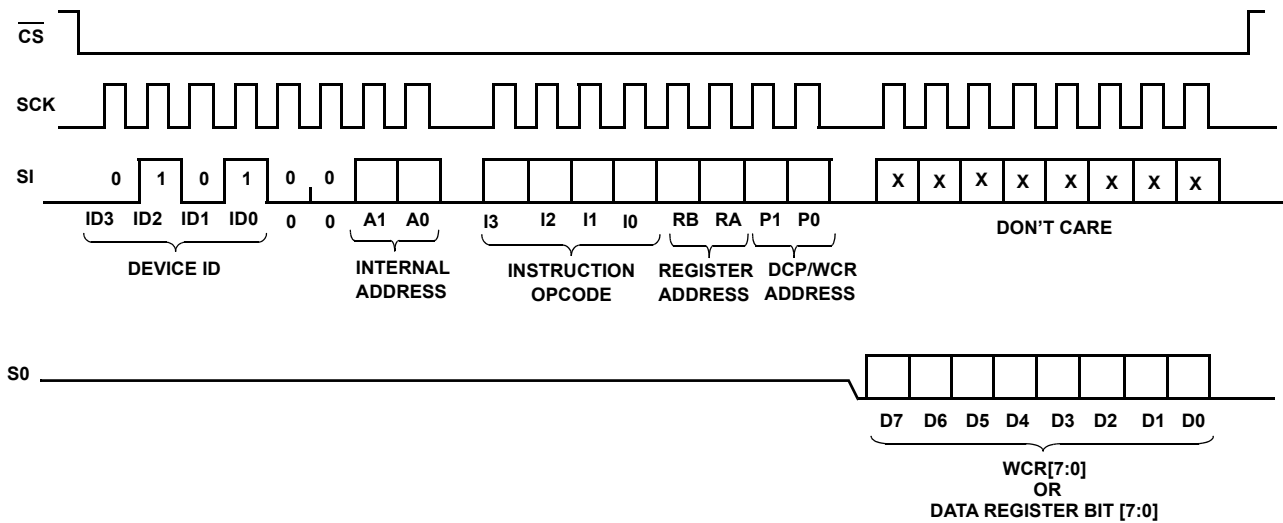 CS
SCK
SI 0 1 0 1 0 0 X X X X X X X X
ID3 ID2 ID1 ID0 0 0 A1 A0 I3 I2 I1 I0 RB RA P1 P0 DON'T CARE
DEVICE ID INTERNAL ADDRESS INSTRUCTION OPCODE REGISTER ADDRESS DCP/WCR ADDRESS
S0
D7 D6 D5 D4 D3 D2 D1 D0
WCR[7:0]
OR
DATA REGISTER BIT [7:0]